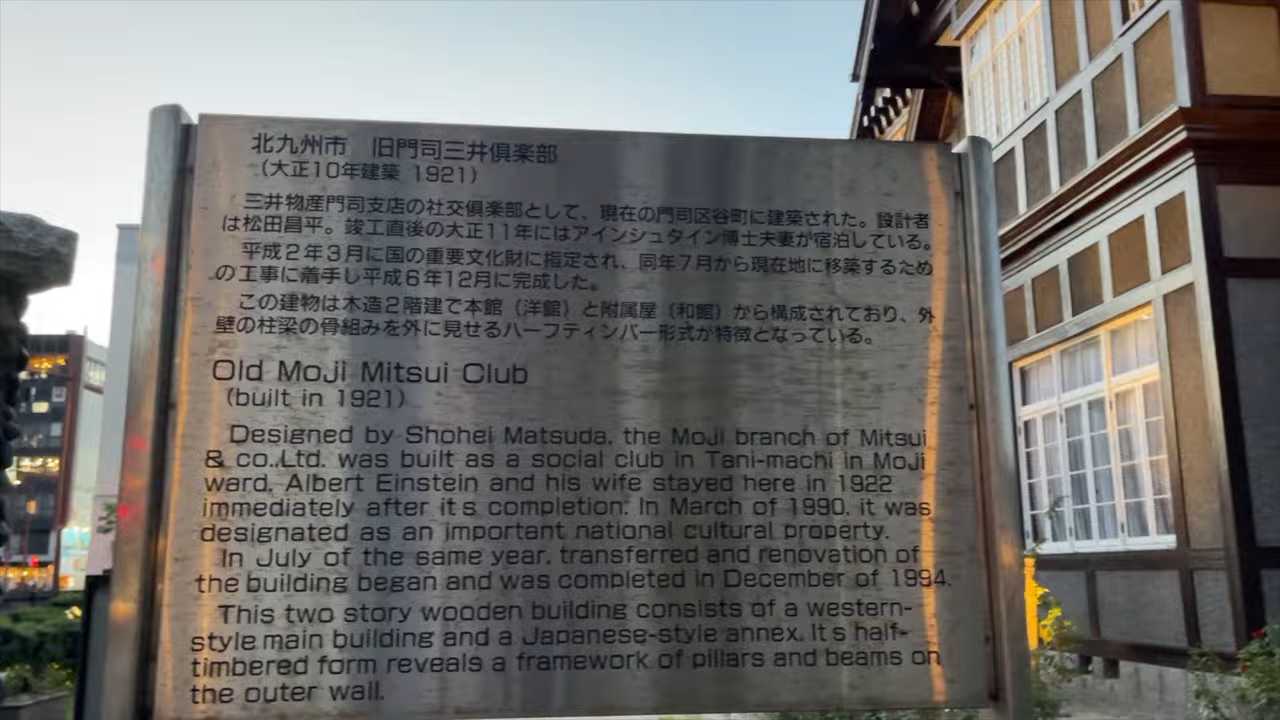 北九州市 旧門司三井倶楽部
(大正10年建築 1921)
三井物産門司支店の社交倶楽部として、現在の門司区谷町に建築された。設計者
は松田昌平。竣工直後の大正11年にはアインシュタイン博士夫妻が宿泊している。
平成2年3月に国の重要文化財に指定され、同年7月から現在地に移築するため
の工事に着手し平成6年12月に完成した。
この建物は木造2階建で本館(洋館)と附属屋(和館)から構成されており、外
壁の柱梁の骨組みを外に見せるハーフティンバー形式が特徴となっている。
Old Moji Mitsui Club
(built in 1921)
Designed by Shohei Matsuda, the Moji branch of Mitsui
& co.,Ltd. was built as a social club in Tani-machi in Moji
ward. Albert Einstein and his wife stayed here in 1922
immediately after it's completion. In March of 1990, it was
designated as an important national cultural property.
In July of the same year, transferred and renovation of
the building began and was completed in December of 1994.
This two story wooden building consists of a western-
style main building and a Japanese-style annex. It's half-
timbered form reveals a framework of pillars and beams on
the outer wall.